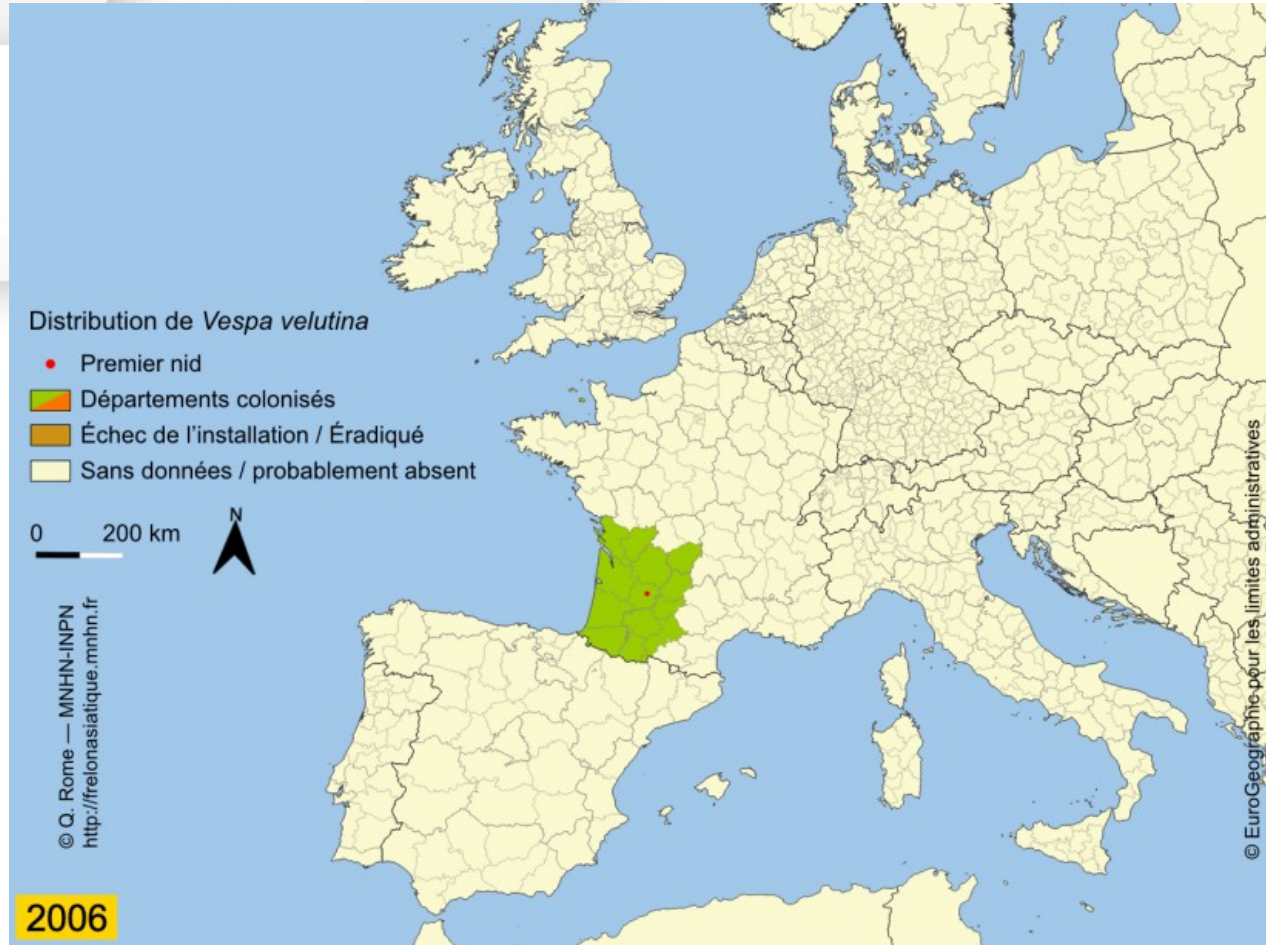 Distribution de Vespa velutina
Premier nid
Départements colonisés
Échec de l'installation / Éradiqué
Sans données / probablement absent
0 200 km
N
© Q. Rome — MNHN-INPN
http://frelonasiatique.mnhn.fr
2006
© EuroGeographic pour les limites administratives